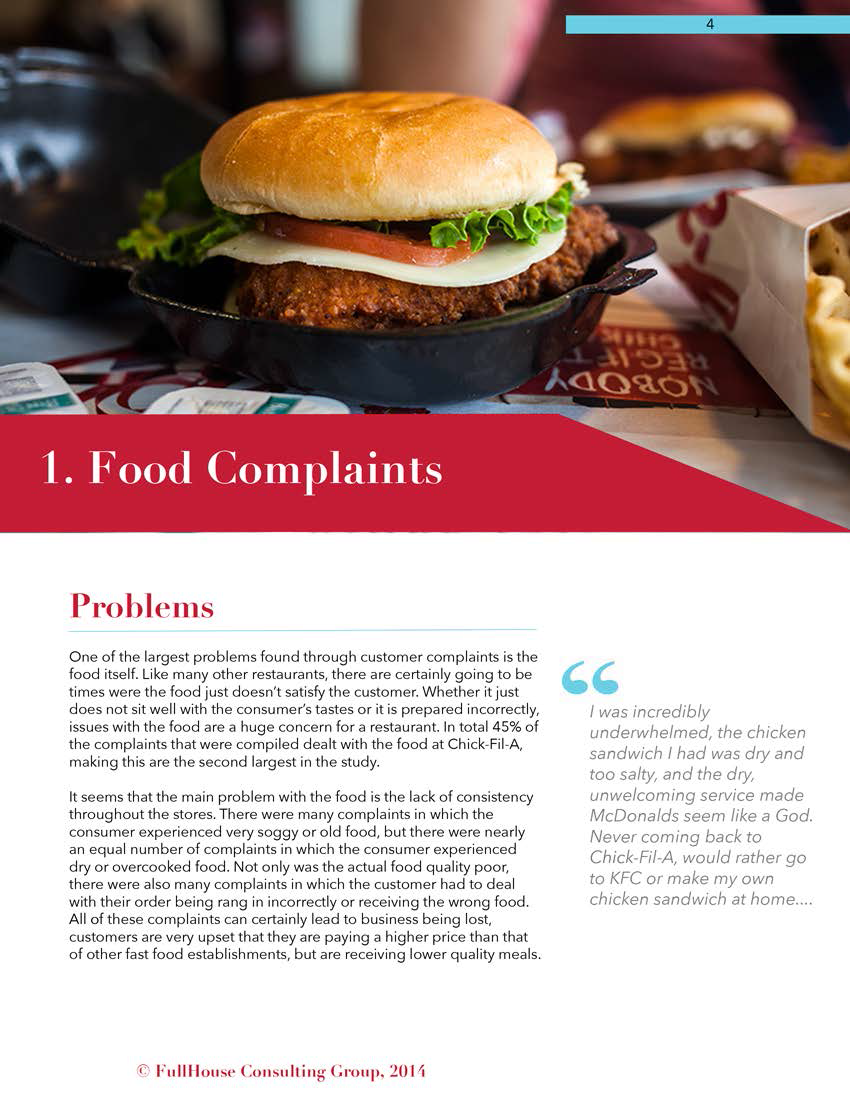 4
NOBODY
1. Food Complaints
Problems
One of the largest problems found through customer complaints is the
food itself. Like many other restaurants, there are certainly going to be
times were the food just doesn’t satisfy the customer. Whether it just
does not sit well with the consumer’s tastes or it is prepared incorrectly,
issues with the food are a huge concern for a restaurant. In total 45% of
the complaints that were compiled dealt with the food at Chick-Fil-A,
making this are the second largest in the study.
It seems that the main problem with the food is the lack of consistency
throughout the stores. There were many complaints in which the
consumer experienced very soggy or old food, but there were nearly
an equal number of complaints in which the consumer experienced
dry or overcooked food. Not only was the actual food quality poor,
there were also many complaints in which the customer had to deal
with their order being rang in incorrectly or receiving the wrong food.
All of these complaints can certainly lead to business being lost,
customers are very upset that they are paying a higher price than that
of other fast food establishments, but are receiving lower quality meals.
“
I was incredibly
underwhelmed, the chicken
sandwich I had was dry and
too salty, and the dry,
unwelcoming service made
McDonalds seem like a God.
Never coming back to
Chick-Fil-A, would rather go
to KFC or make my own
chicken sandwich at home....
© FullHouse Consulting Group, 2014